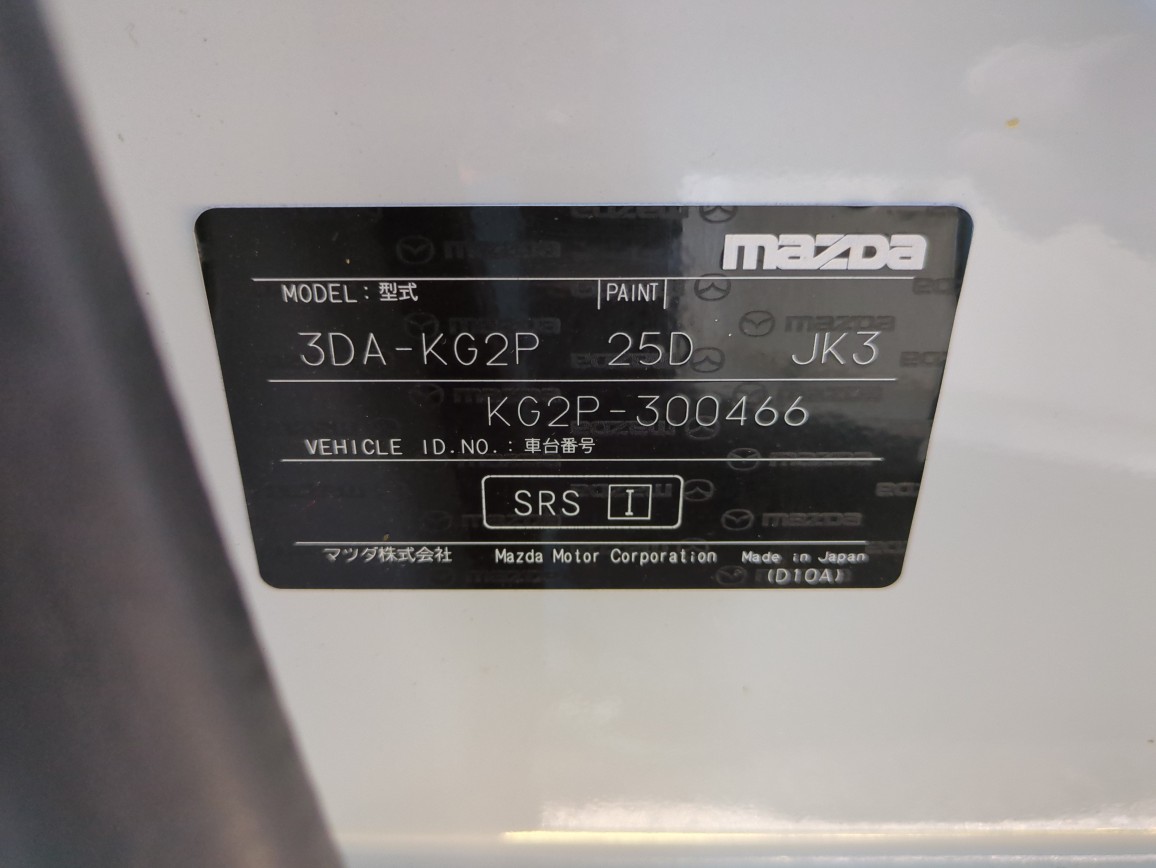 mazda
MODEL: 型式 PAINT
3DA-KG2P 25D JK3
KG2P-300466
VEHICLE ID.NO.: 車台番号
SRS I
マツダ株式会社 Mazda Motor Corporation Made in Japan
(D10A)